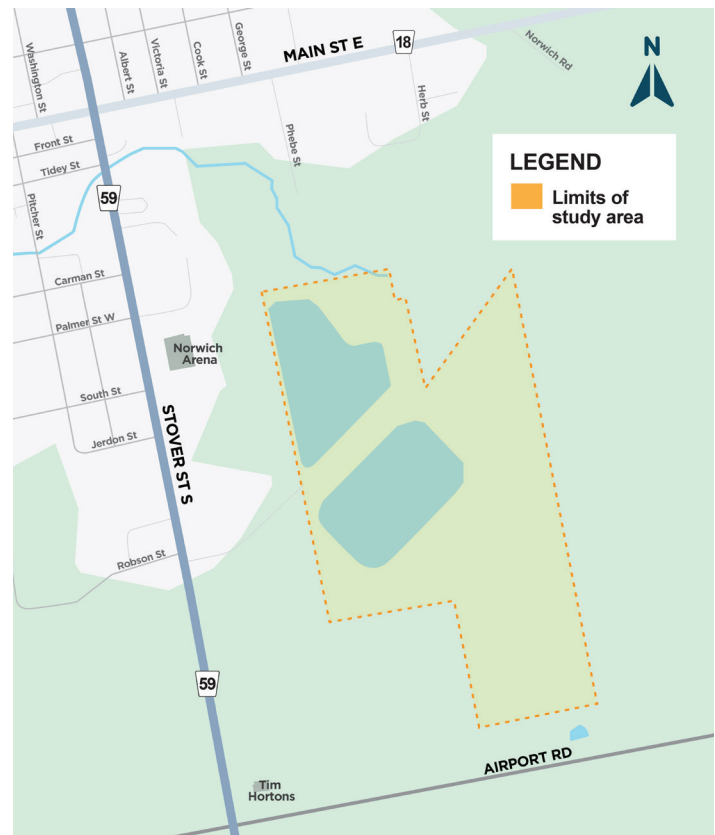 Washington St
Albert St
Victoria St
Cook St
George St
MAIN ST E
18
Norwich Rd
N
Herb St
Phebe St
Front St
Tidey St
LEGEND
Limits of
study area
Pitcher St
59
Carman St
Palmer St W
Norwich
Arena
South St
STOVER ST S
Jerdon St
Robson St
59
AIRPORT RD
Tim
Hortons